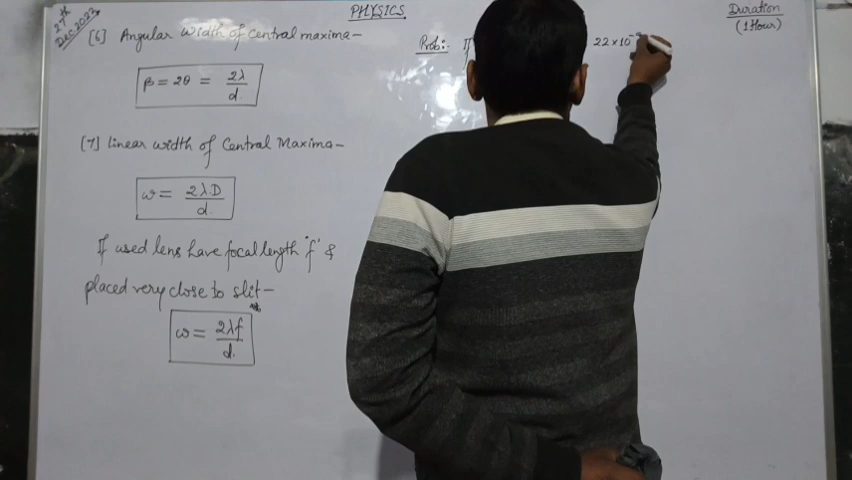 27th
Dec. 2022
PHYSICS
Duration
(1 Hour)
[6] Angular width of central maxima-
β = 2θ = 2λ/d.
[7] Linear width of Central Maxima-
ω = 2λD/d.
If used lens have focal length 'f' &
placed very close to slit-
ω = 2λf/d.
Prob:- If
22×10